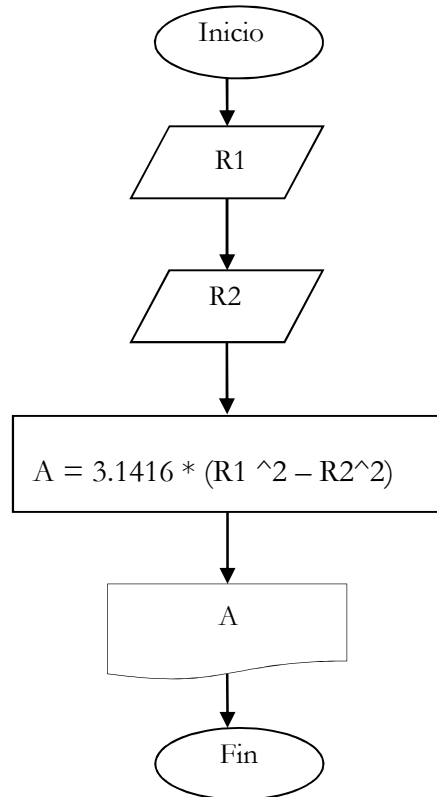 Inicio
R1
R2
A = 3.1416 * (R1 ^2 – R2^2)
A
Fin